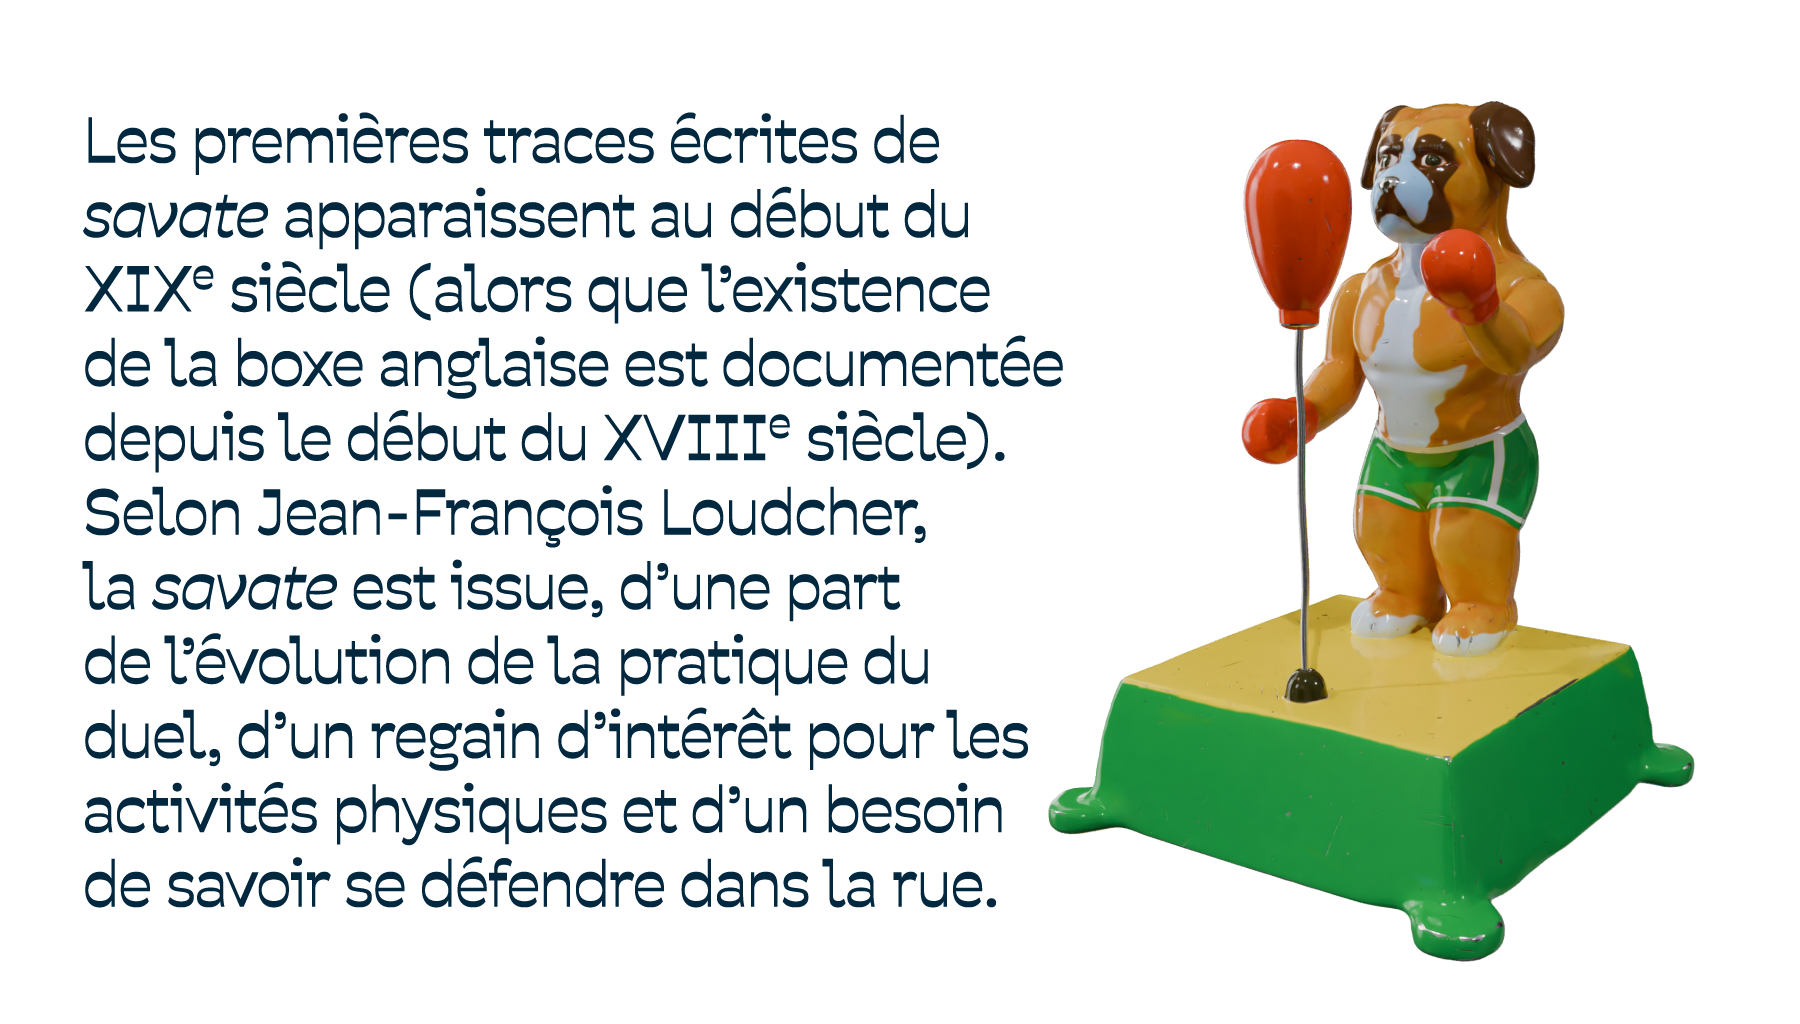 Les premières traces écrites de
savate apparaissent au début du
XIXe siècle (alors que l’existence
de la boxe anglaise est documentée
depuis le début du XVIIIe siècle).
Selon Jean-François Loudcher,
la savate est issue, d’une part
de l’évolution de la pratique du
duel, d’un regain d’intérêt pour les
activités physiques et d’un besoin
de savoir se défendre dans la rue.